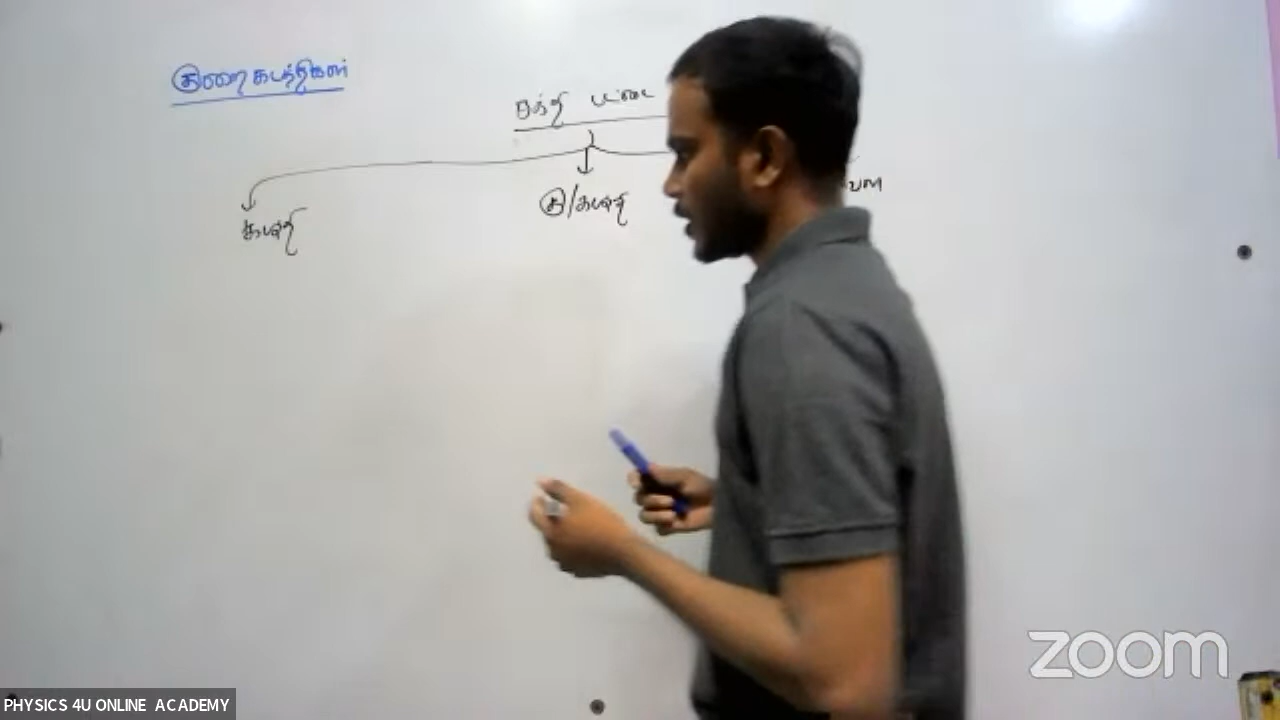 குறை கடத்திகள்
சக்தி பட்டை
கு/கடத்தி
கடத்தி
zoom
PHYSICS 4U ONLINE ACADEMY